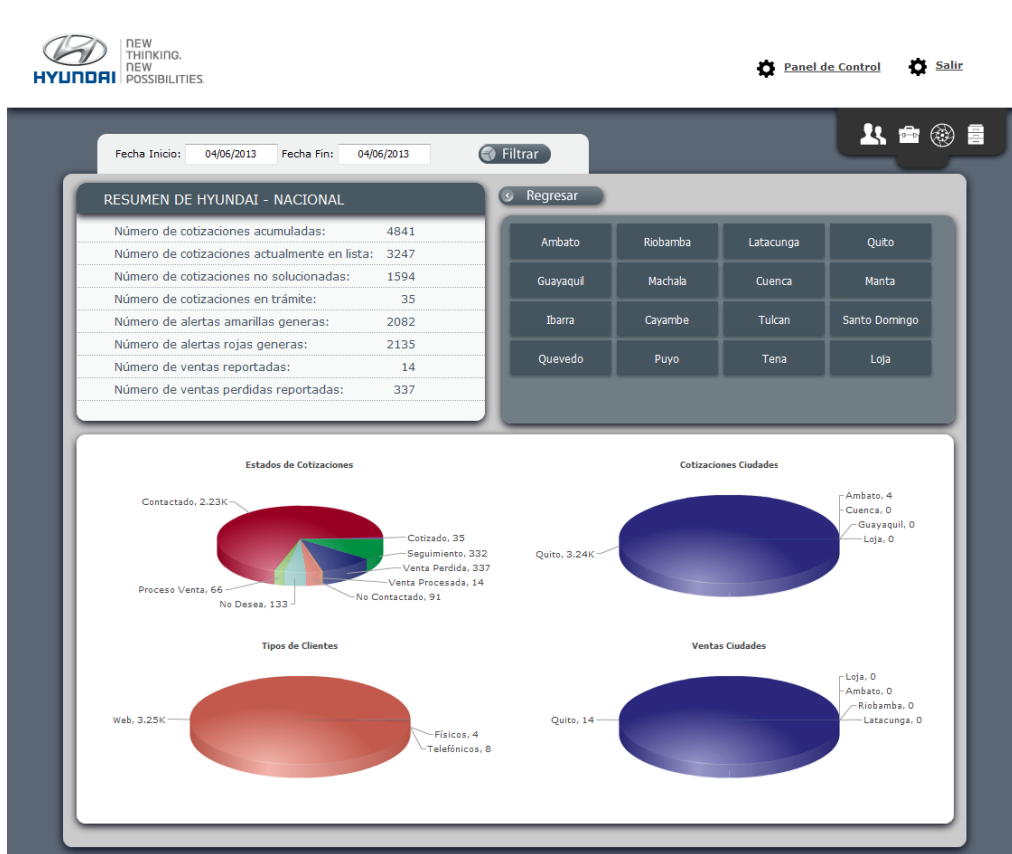 NEW
THINKING.
NEW
POSSIBILITIES.
HYUNDAI
Panel de Control
Salir
Fecha Inicio: 04/06/2013 Fecha Fin: 04/06/2013 Filtrar
RESUMEN DE HYUNDAI - NACIONAL
Número de cotizaciones acumuladas: 4841
Número de cotizaciones actualmente en lista: 3247
Número de cotizaciones no solucionadas: 1594
Número de cotizaciones en trámite: 35
Número de alertas amarillas generas: 2082
Número de alertas rojas generas: 2135
Número de ventas reportadas: 14
Número de ventas perdidas reportadas: 337
Regresar
Ambato Riobamba Latacunga Quito
Guayaquil Machala Cuenca Manta
Ibarra Cayambe Tulcan Santo Domingo
Quevedo Puyo Tena Loja
Estados de Cotizaciones
Contactado, 2.23K
Cotizado, 35
Seguimiento, 332
Venta Perdida, 337
Venta Procesada, 14
No Contactado, 91
No Desea, 133
Proceso Venta, 66
Cotizaciones Ciudades
Ambato, 4
Cuenca, 0
Guayaquil, 0
Loja, 0
Quito, 3.24K
Tipos de Clientes
Web, 3.25K
Físicos, 4
Telefónicos, 8
Ventas Ciudades
Loja, 0
Ambato, 0
Riobamba, 0
Latacunga, 0
Quito, 14